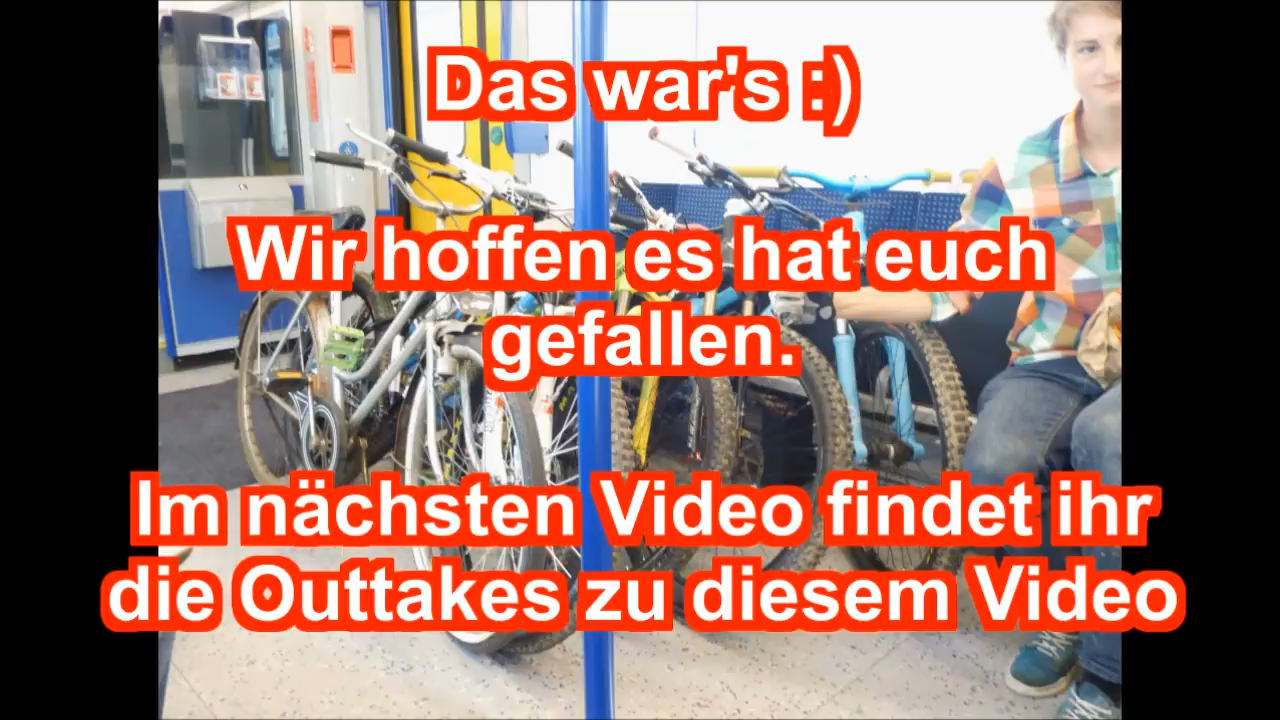 Das war's :)
Wir hoffen es hat euch
gefallen.
Im nächsten Video findet ihr
die Outtakes zu diesem Video